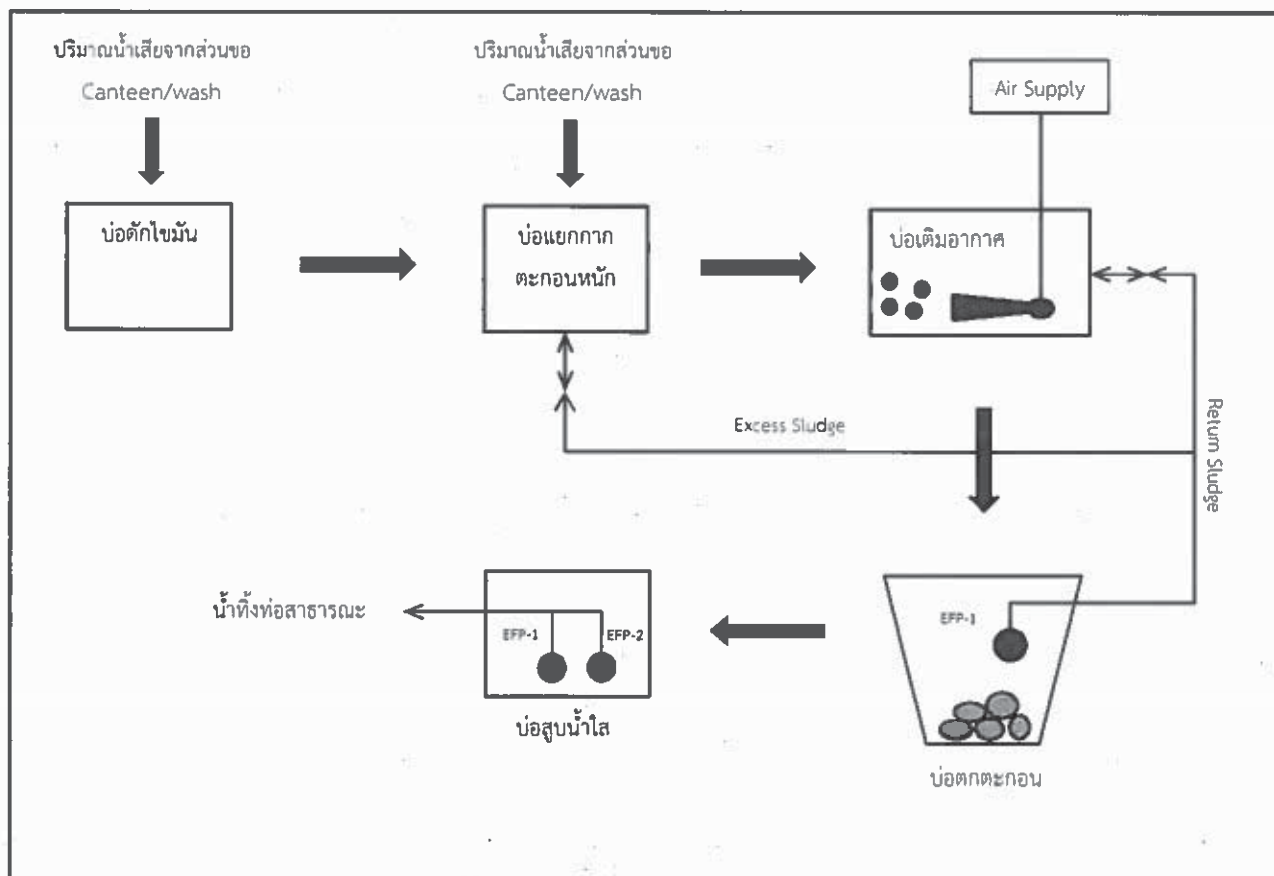 ปริมาณน้ำเสียจากส่วนขอ
Canteen/wash
ปริมาณน้ำเสียจากส่วนขอ
Canteen/wash
Air Supply
บ่อดักไขมัน
บ่อแยกกาก
ตะกอนหนัก
บ่อเติมอากาศ
Excess Sludge
Return Sludge
น้ำทิ้งท่อสาธารณะ
EFP-1
EFP-2
บ่อสูบน้ำใส
EFP-1
บ่อตกตะกอน